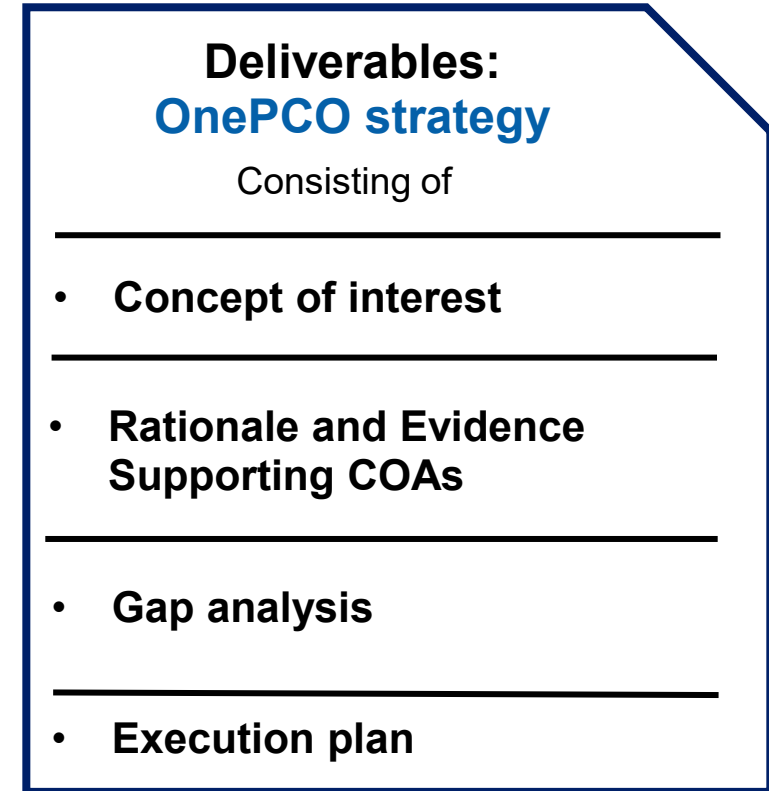 Deliverables:
OnePCO strategy
Consisting of
• Concept of interest
• Rationale and Evidence
Supporting COAs
• Gap analysis
• Execution plan